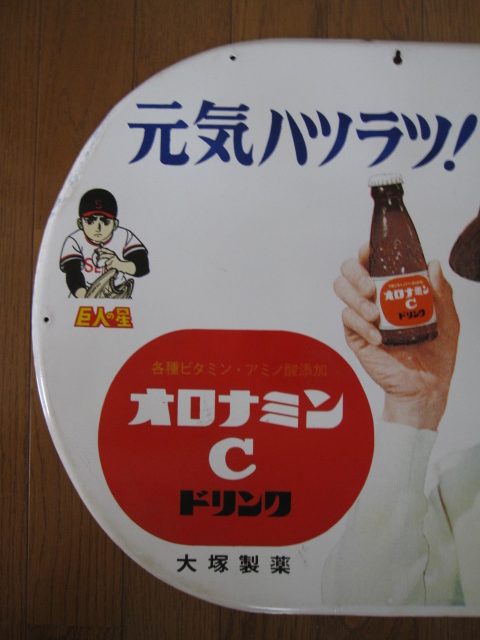 元気ハツラツ!
S
巨人の星
オロナミン
C
ドリンク
各種ビタミン・アミノ酸添加
オロナミン
C
ドリンク
大塚製薬